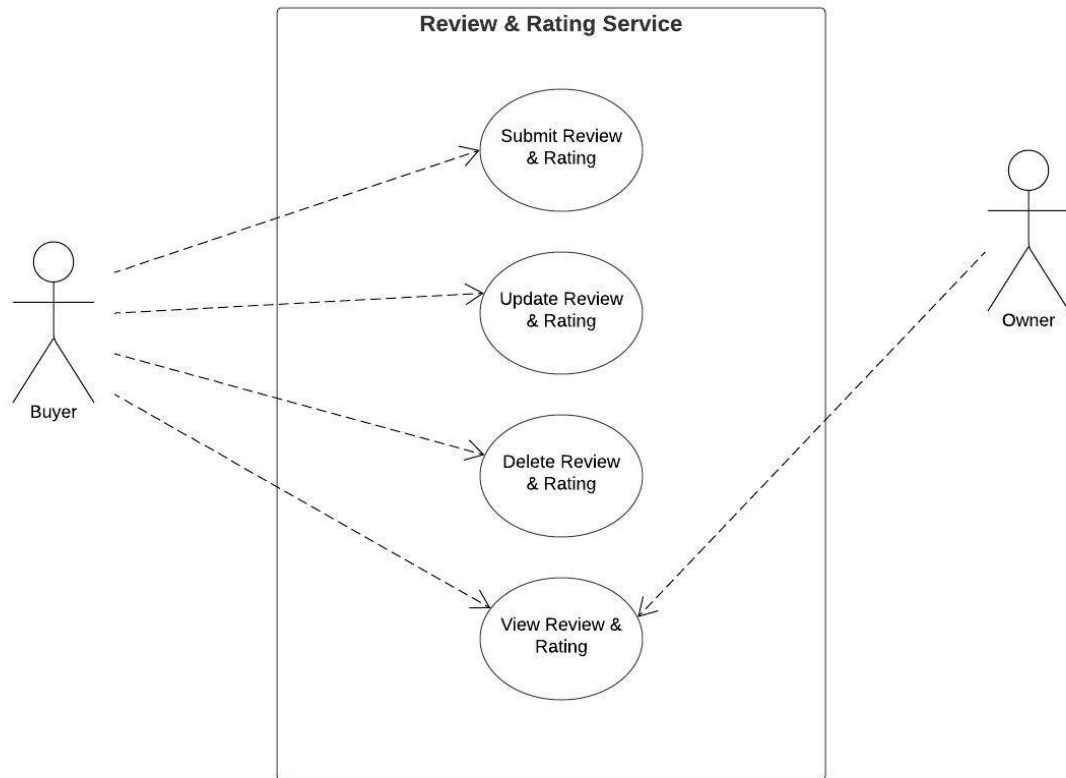 Review & Rating Service
Submit Review
& Rating
Update Review
& Rating
Owner
Buyer
Delete Review
& Rating
View Review &
Rating